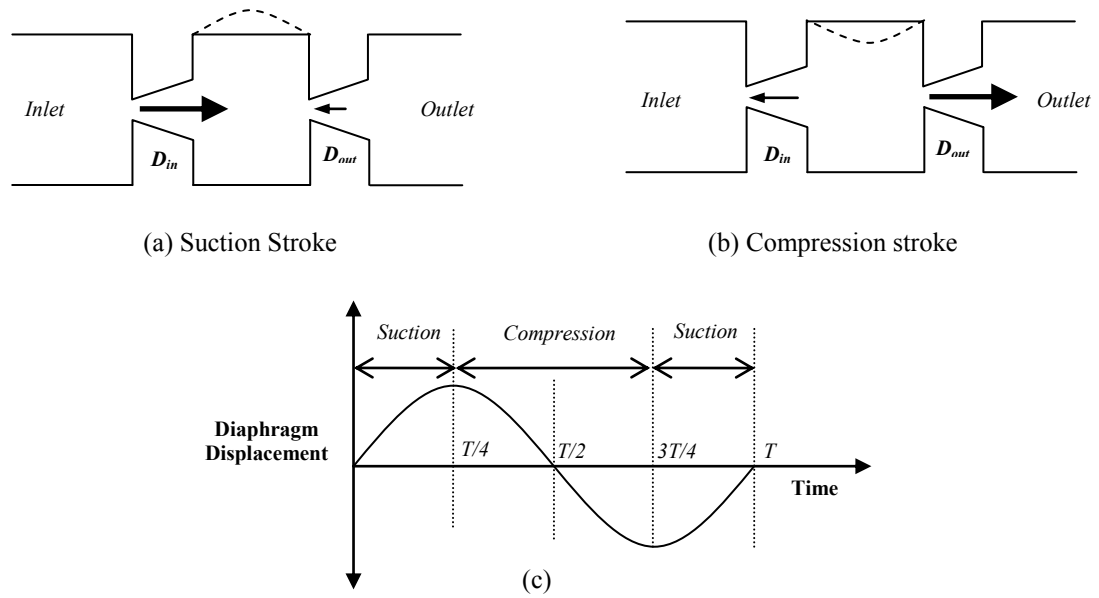 Inlet
Outlet
D_in
D_out
(a) Suction Stroke
Inlet
Outlet
D_in
D_out
(b) Compression stroke
Suction
Compression
Suction
Diaphragm
Displacement
T/4
T/2
3T/4
T
Time
(c)